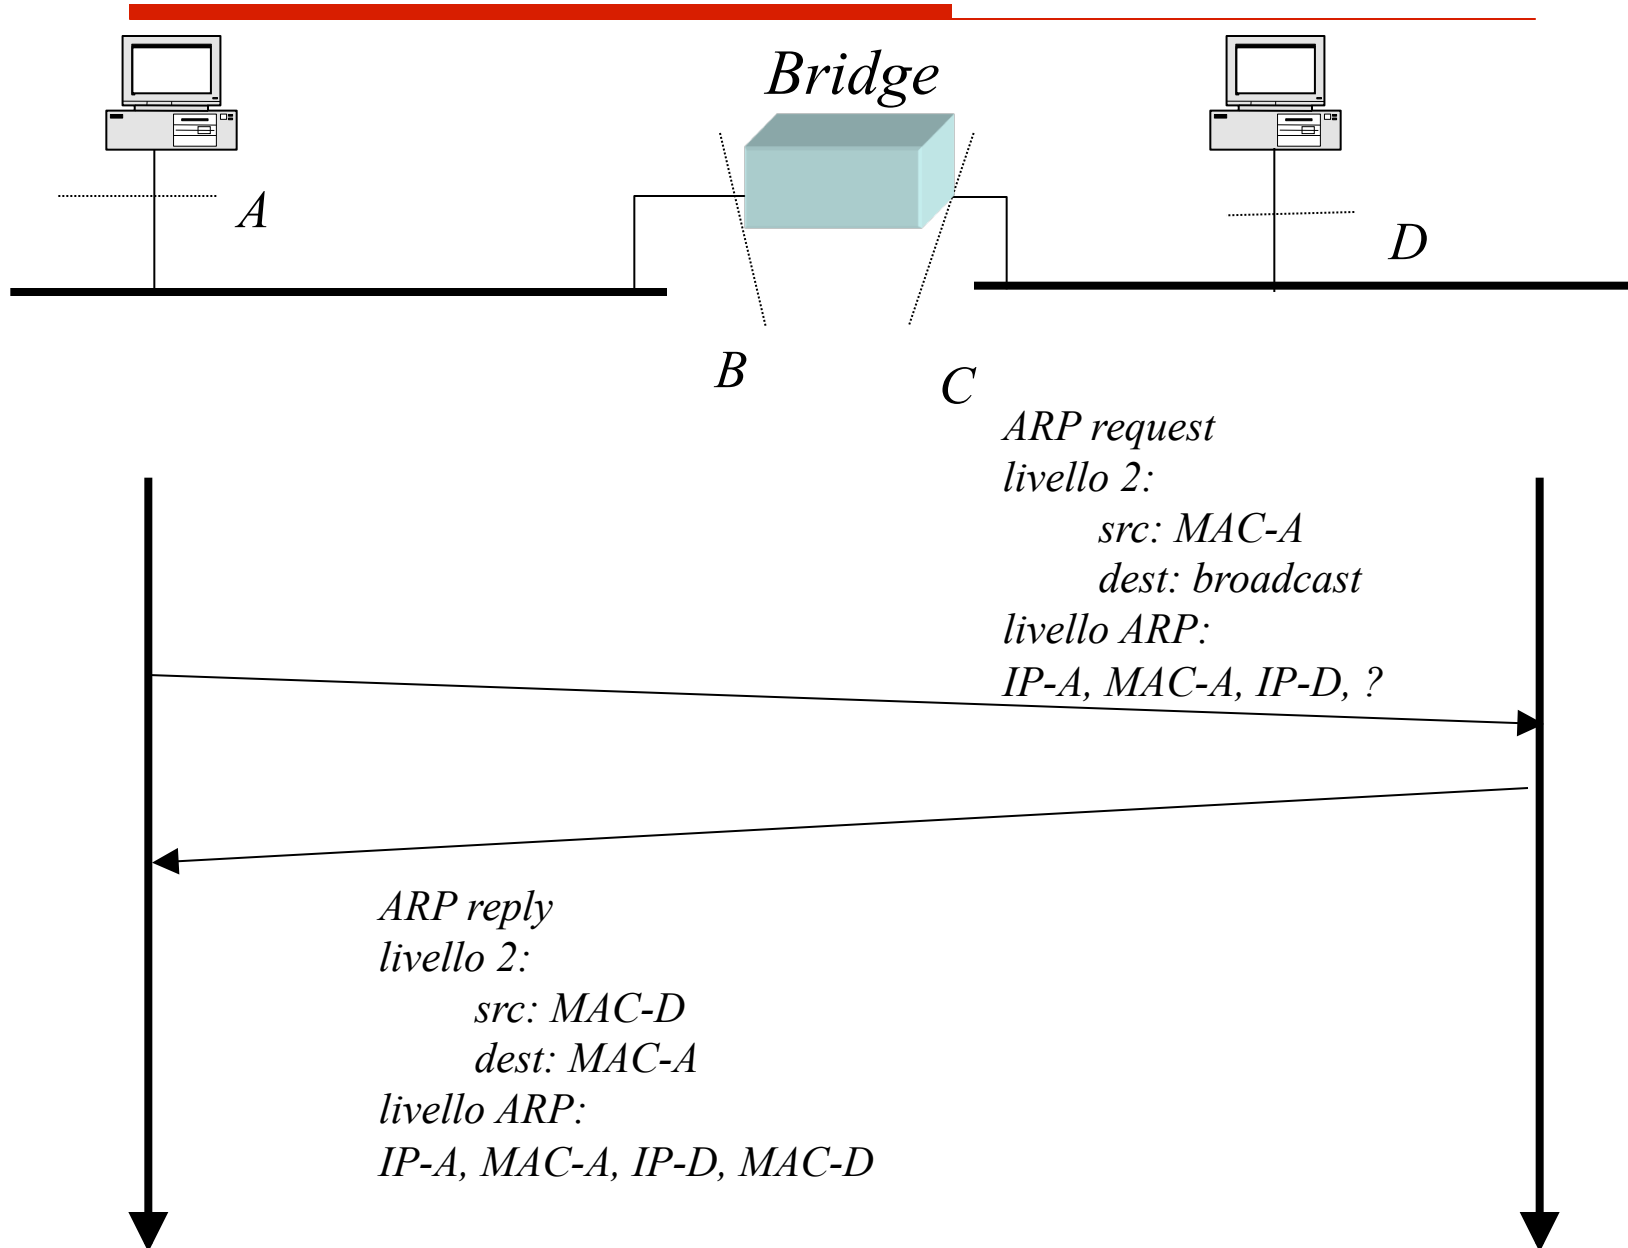 Bridge
A
D
B
C
ARP request
livello 2:
src: MAC-A
dest: broadcast
livello ARP:
IP-A, MAC-A, IP-D, ?
ARP reply
livello 2:
src: MAC-D
dest: MAC-A
livello ARP:
IP-A, MAC-A, IP-D, MAC-D